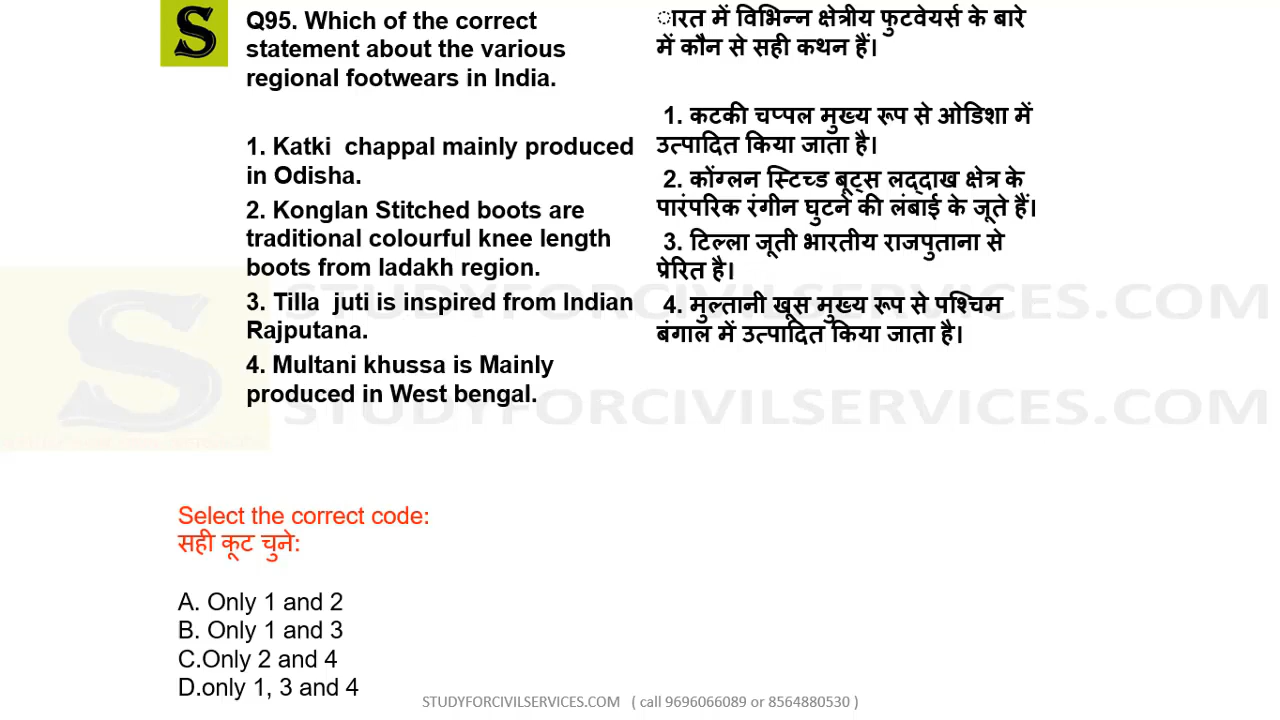 S
Q95. Which of the correct
statement about the various
regional footwears in India.
1. Katki chappal mainly produced
in Odisha.
2. Konglan Stitched boots are
traditional colourful knee length
boots from ladakh region.
3. Tilla juti is inspired from Indian
Rajputana.
4. Multani khussa is Mainly
produced in West bengal.
ारत में विभिन्न क्षेत्रीय फुटवेयर्स के बारे
में कौन से सही कथन हैं।
1. कटकी चप्पल मुख्य रूप से ओडिशा में
उत्पादित किया जाता है।
2. कोंग्लन स्टिच्ड बूट्स लद्दाख क्षेत्र के
पारंपरिक रंगीन घुटने की लंबाई के जूते हैं।
3. टिल्ला जूती भारतीय राजपुताना से
प्रेरित है।
4. मुल्तानी खूस मुख्य रूप से पश्चिम
बंगाल में उत्पादित किया जाता है।
S
STUDYFORCIVILSERVICES.COM
STUDYFORCIVILSERVICES.COM
Select the correct code:
सही कूट चुने:
A. Only 1 and 2
B. Only 1 and 3
C.Only 2 and 4
D.only 1, 3 and 4
STUDYFORCIVILSERVICES.COM ( call 9696066089 or 8564880530 )